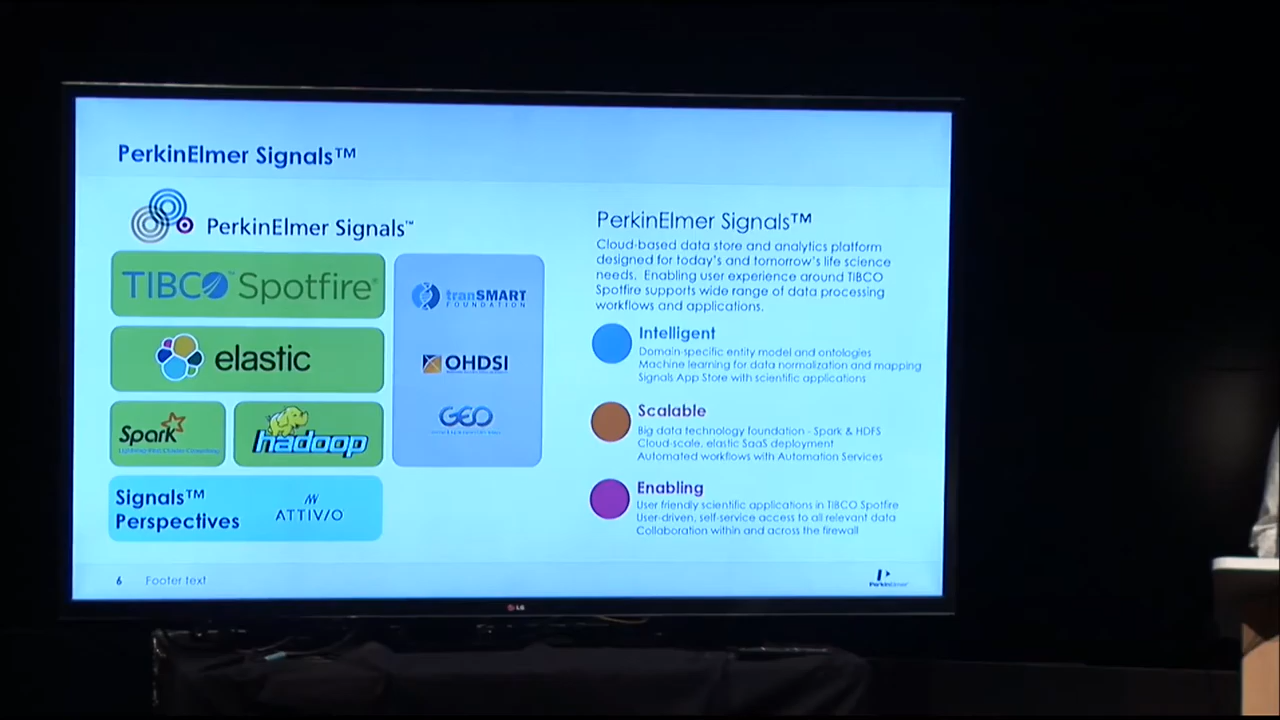 PerkinElmer Signals™
PerkinElmer Signals™
TIBCO™ Spotfire®
elastic
Spark
hadoop
Signals™
Perspectives
ATTIVIO
tranSMART
FOUNDATION
OHDSI
GEO
PerkinElmer Signals™
Cloud-based data store and analytics platform
designed for today's and tomorrow's life science
needs. Enabling user experience around TIBCO
Spotfire supports wide range of data processing
workflows and applications.
Intelligent
Domain-specific entity model and ontologies
Machine learning for data normalization and mapping
Signals App Store with scientific applications
Scalable
Big data technology foundation - Spark & HDFS
Cloud-scale, elastic SaaS deployment
Automated workflows with Automation Services
Enabling
User friendly scientific applications in TIBCO Spotfire
User-driven, self-service access to all relevant data
Collaboration within and across the firewall
6 Footer text
PerkinElmer
LG